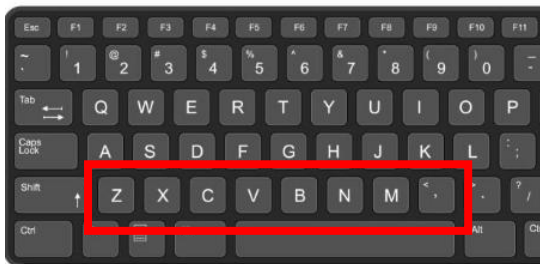 Esc F1 F2 F3 F4 F5 F6 F7 F8 F9 F10 F11
~ ` ! 1 @ 2 # 3 $ 4 % 5 ^ 6 & 7 * 8 ( 9 ) 0 _ -
Tab Q W E R T Y U I O P
Caps Lock A S D F G H J K L : ;
Shift Z X C V B N M < , > . ? /
Ctrl Alt